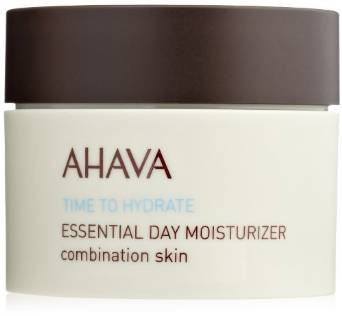 AHAVA
TIME TO HYDRATE
ESSENTIAL DAY MOISTURIZER
combination skin